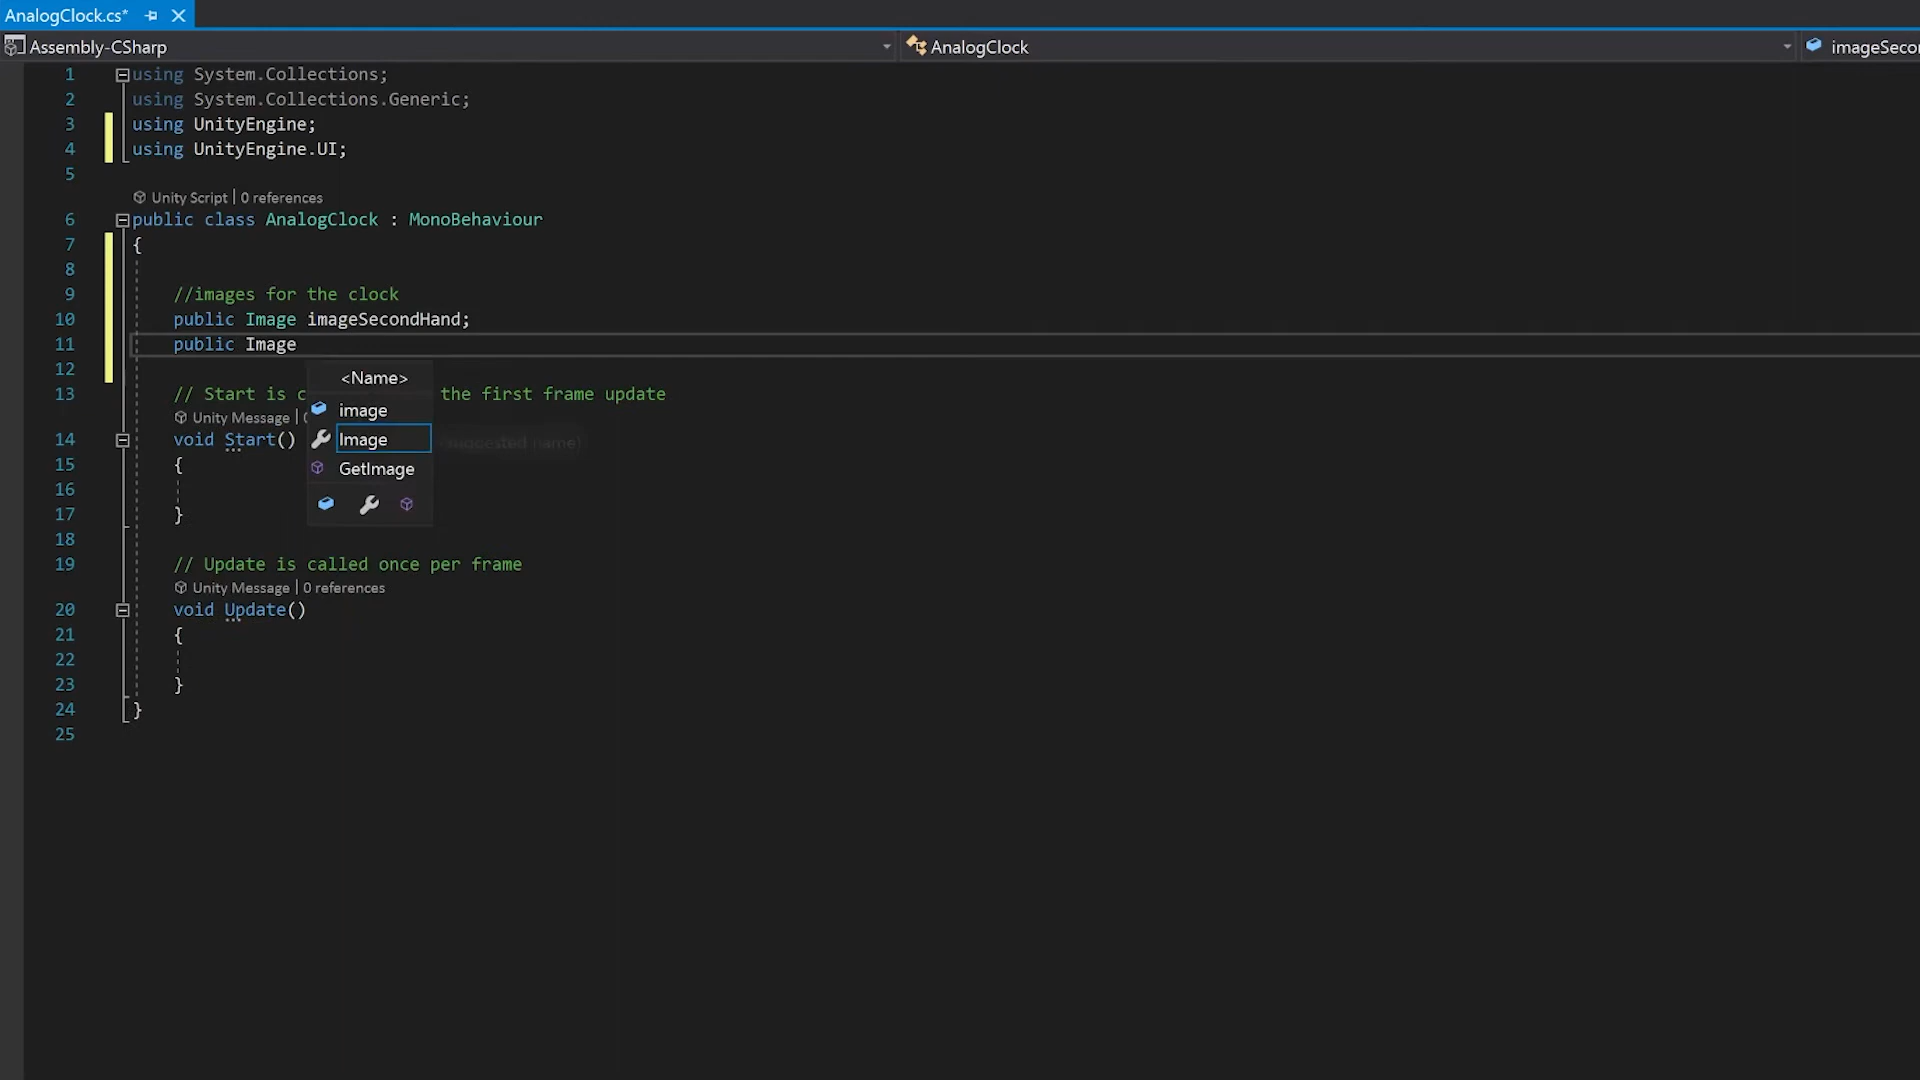 AnalogClock.cs*
Assembly-CSharp
AnalogClock
imageSecon
1 using System.Collections;
2 using System.Collections.Generic;
3 using UnityEngine;
4 using UnityEngine.UI;
5
Unity Script | 0 references
6 public class AnalogClock : MonoBehaviour
7 {
8
9 //images for the clock
10 public Image imageSecondHand;
11 public Image
12
<Name>
13 // Start is c the first frame update
image
Unity Message |
14 void Start()
Image
(suggested name)
15 {
GetImage
16
17 }
18
19 // Update is called once per frame
Unity Message | 0 references
20 void Update()
21 {
22
23 }
24 }
25